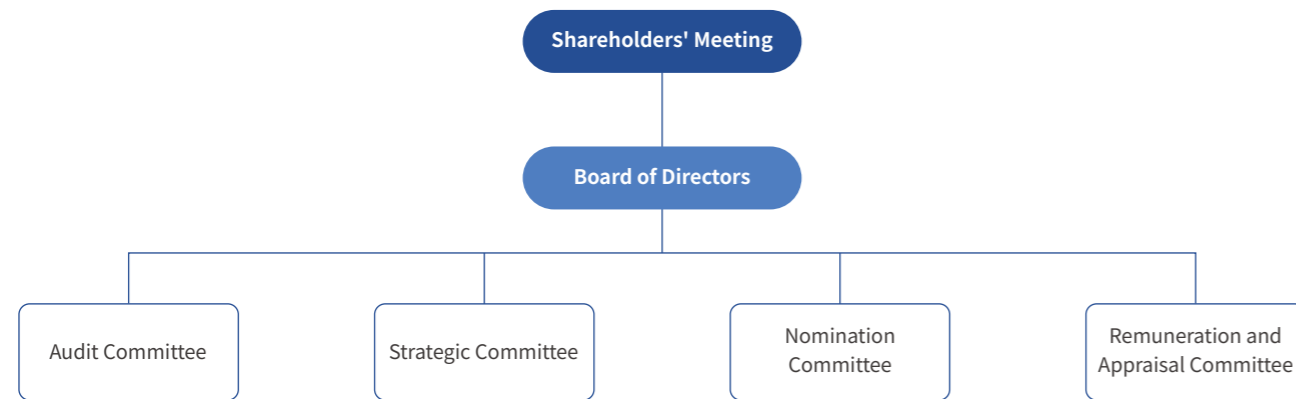 Shareholders' Meeting
Board of Directors
Audit Committee
Strategic Committee
Nomination
Committee
Remuneration and
Appraisal Committee